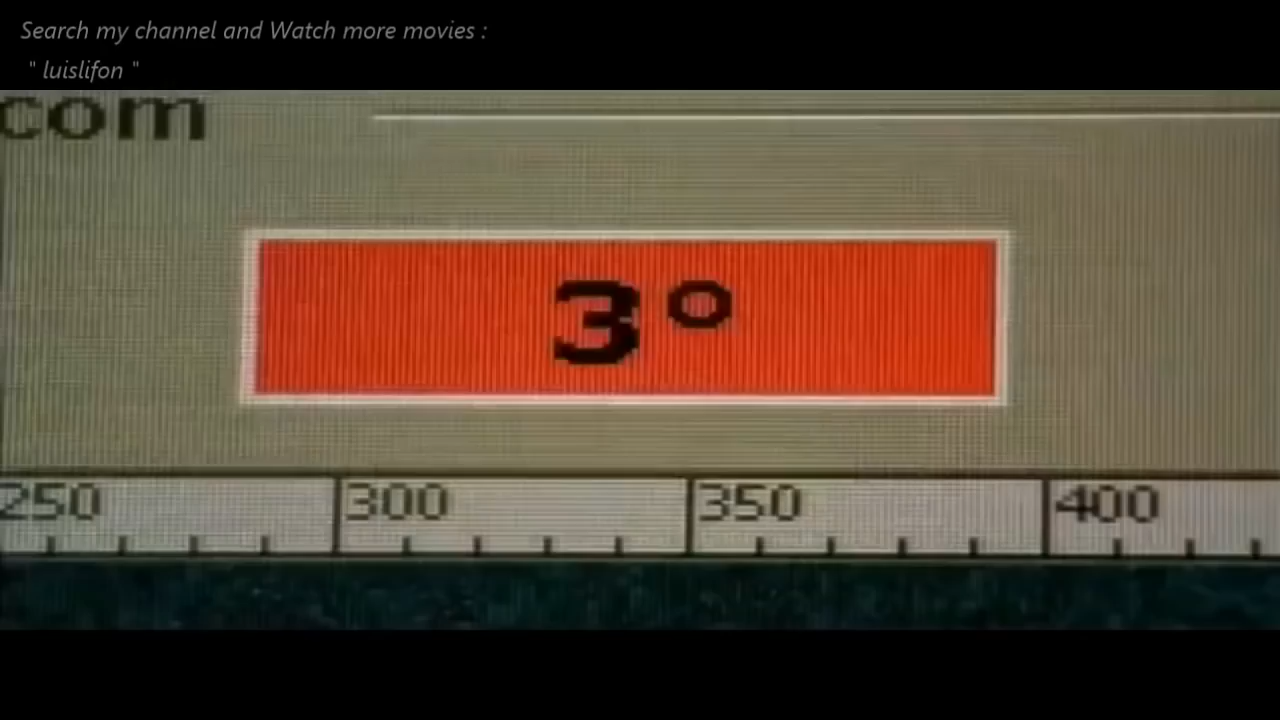 Search my channel and Watch more movies :
" luislifon "
com
3°
250 300 350 400